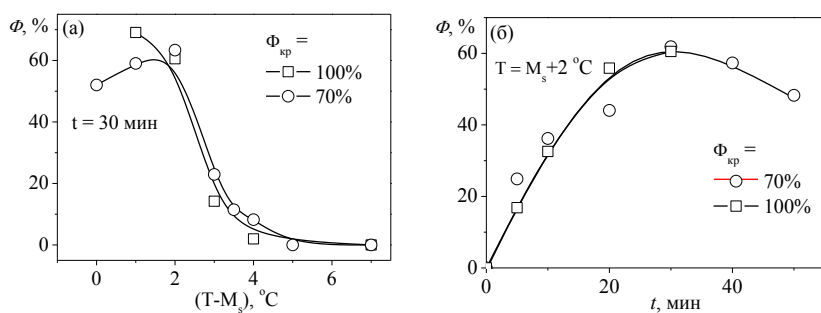 Φ, %
(а)
60
40
20
0
0
2
4
6
(T-Mₛ), °C
t = 30 мин
Φкр =
100%
70%
Φ, %
(б)
60
40
20
0
0
20
40
t, мин
T = Mₛ+2 °C
Φкр =
70%
100%